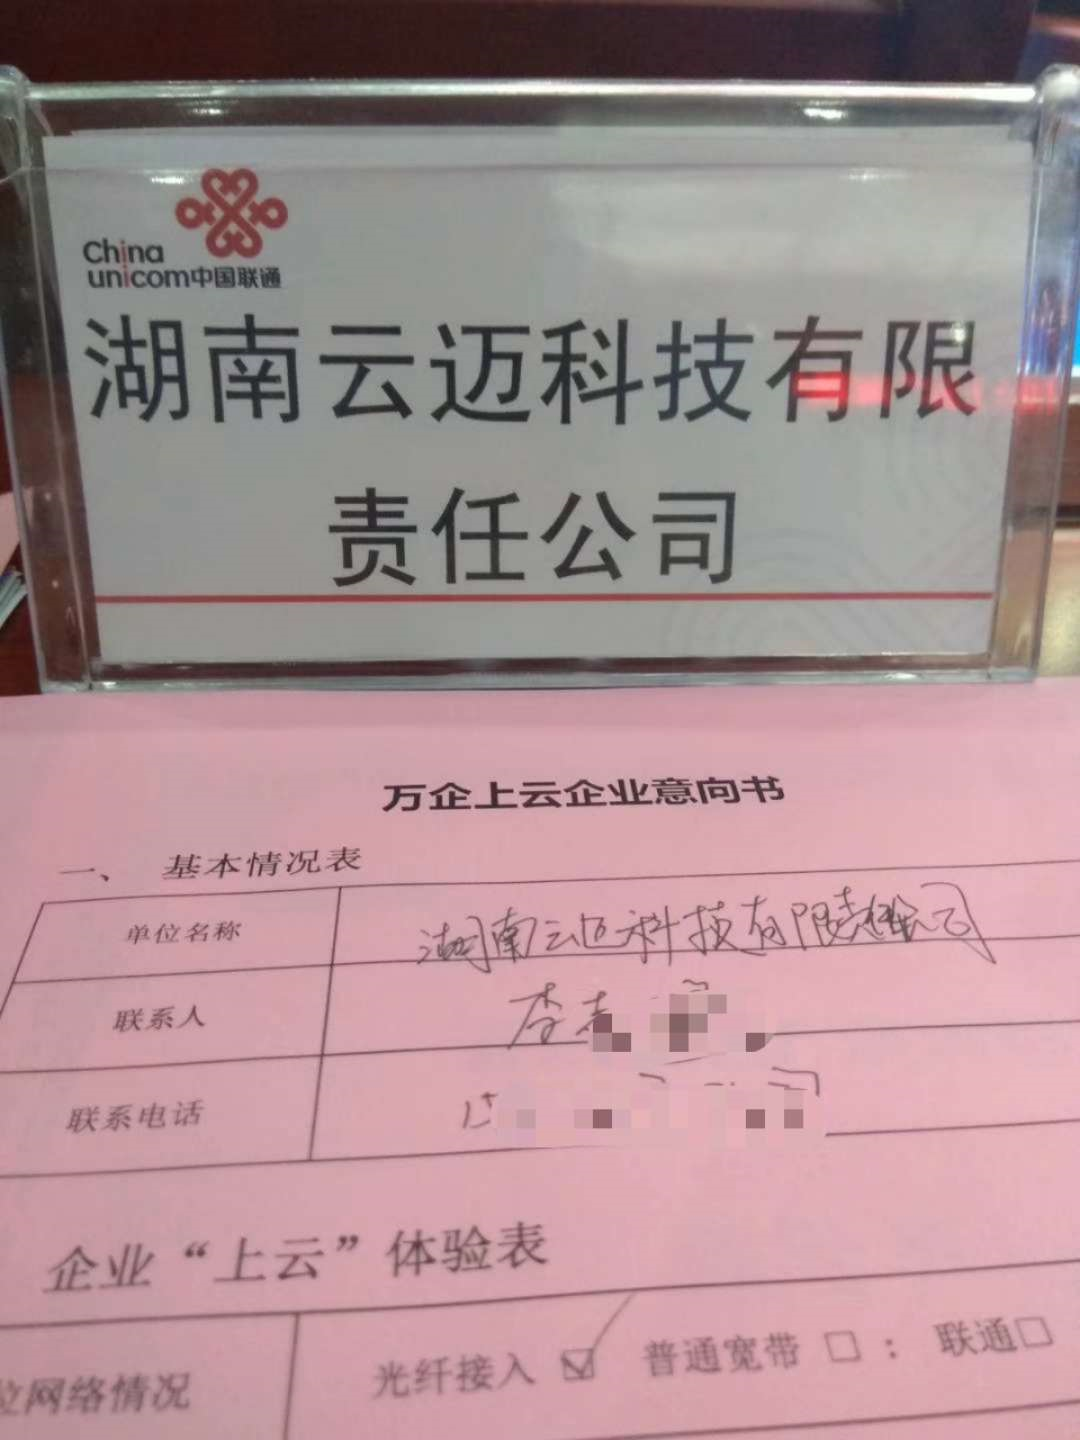 China
unicom中国联通
湖南云迈科技有限
责任公司
万企上云企业意向书
一、 基本情况表
单位名称 湖南云迈科技有限责任公司
联系人 李
联系电话
企业“上云”体验表
位网络情况 光纤接入 ☑ 普通宽带 □： 联通□